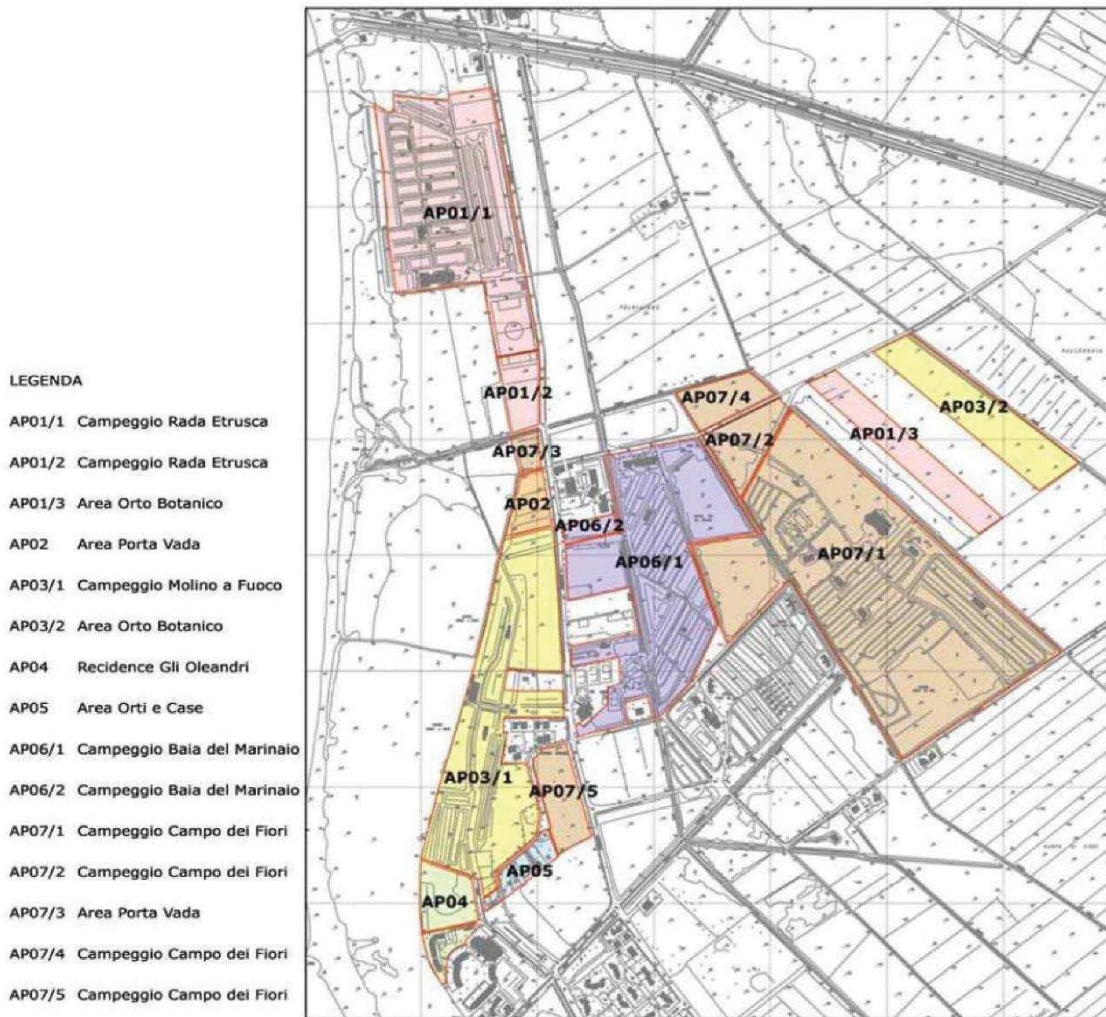 LEGENDA
AP01/1 Campeggio Rada Etrusca
AP01/2 Campeggio Rada Etrusca
AP01/3 Area Orto Botanico
AP02 Area Porta Vada
AP03/1 Campeggio Molino a Fuoco
AP03/2 Area Orto Botanico
AP04 Recidence Gli Oleandri
AP05 Area Orti e Case
AP06/1 Campeggio Baia del Marinaio
AP06/2 Campeggio Baia del Marinaio
AP07/1 Campeggio Campo dei Fiori
AP07/2 Campeggio Campo dei Fiori
AP07/3 Area Porta Vada
AP07/4 Campeggio Campo dei Fiori
AP07/5 Campeggio Campo dei Fiori
AP01/1
AP01/2
AP07/4
AP03/2
AP01/3
AP07/2
AP07/3
AP02
AP06/2
AP06/1
AP07/1
AP03/1
AP07/5
AP05
AP04